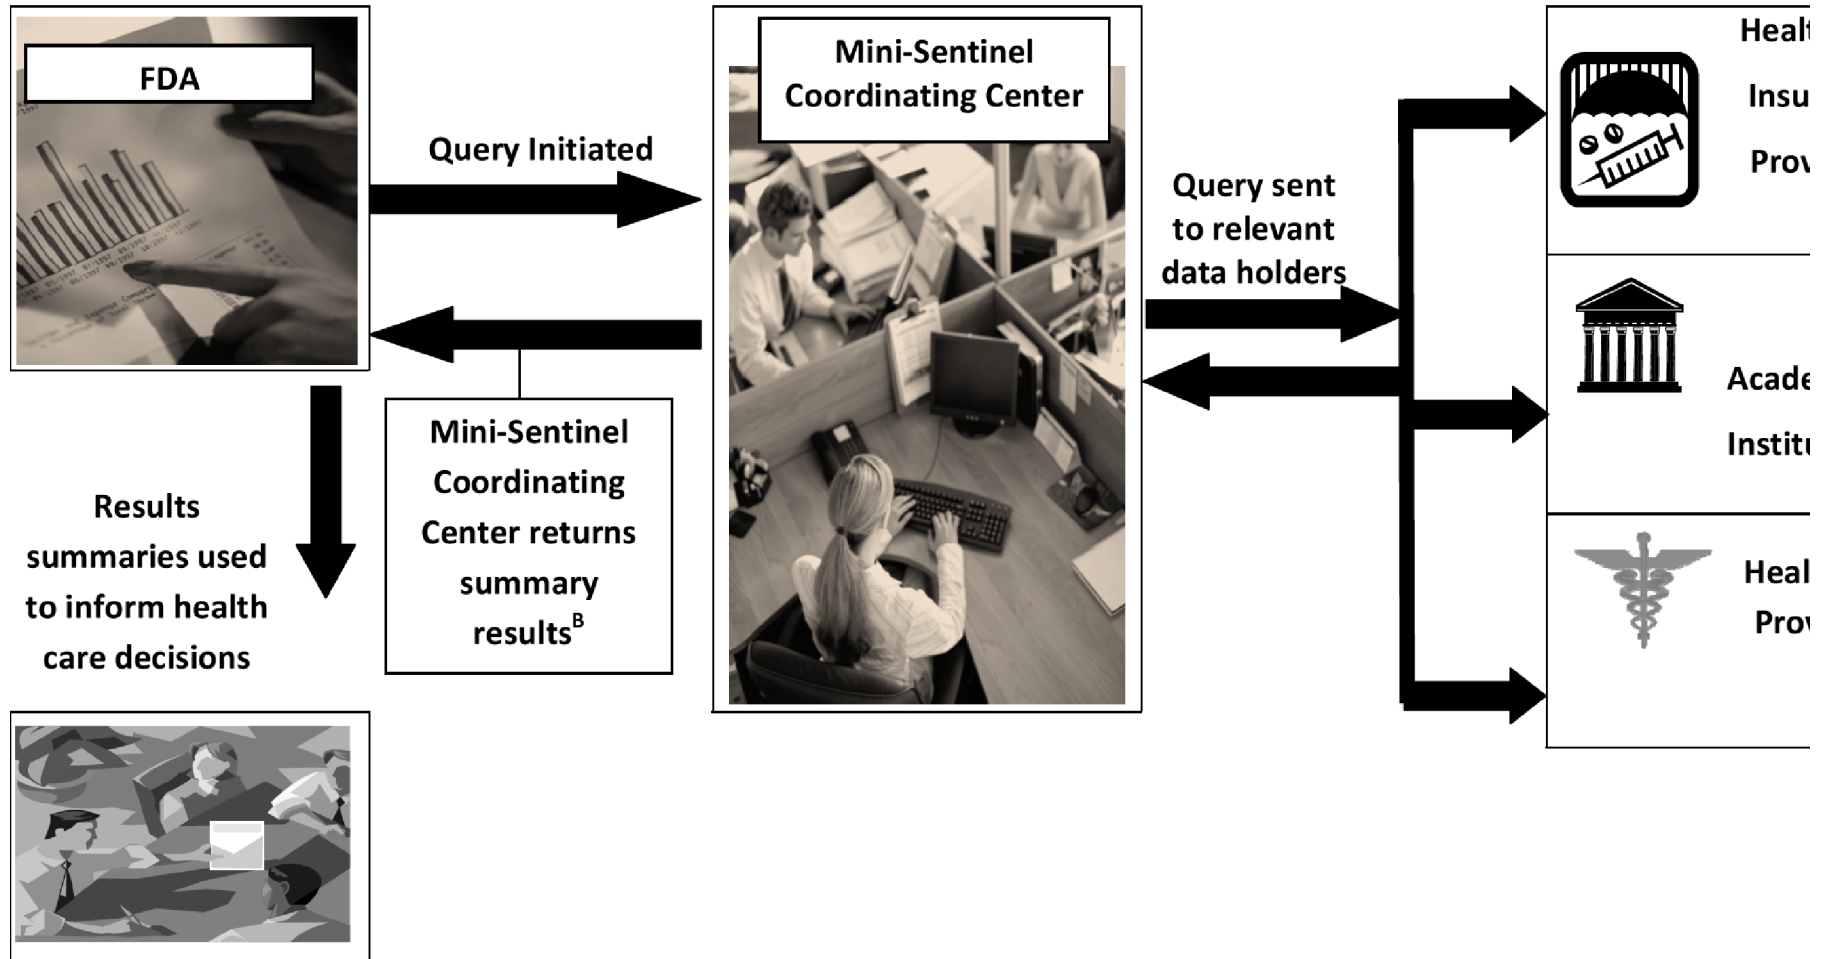 FDA
Query Initiated
Mini-Sentinel
Coordinating Center
Query sent
to relevant
data holders
Mini-Sentinel
Coordinating
Center returns
summary
resultsᴮ
Results
summaries used
to inform health
care decisions